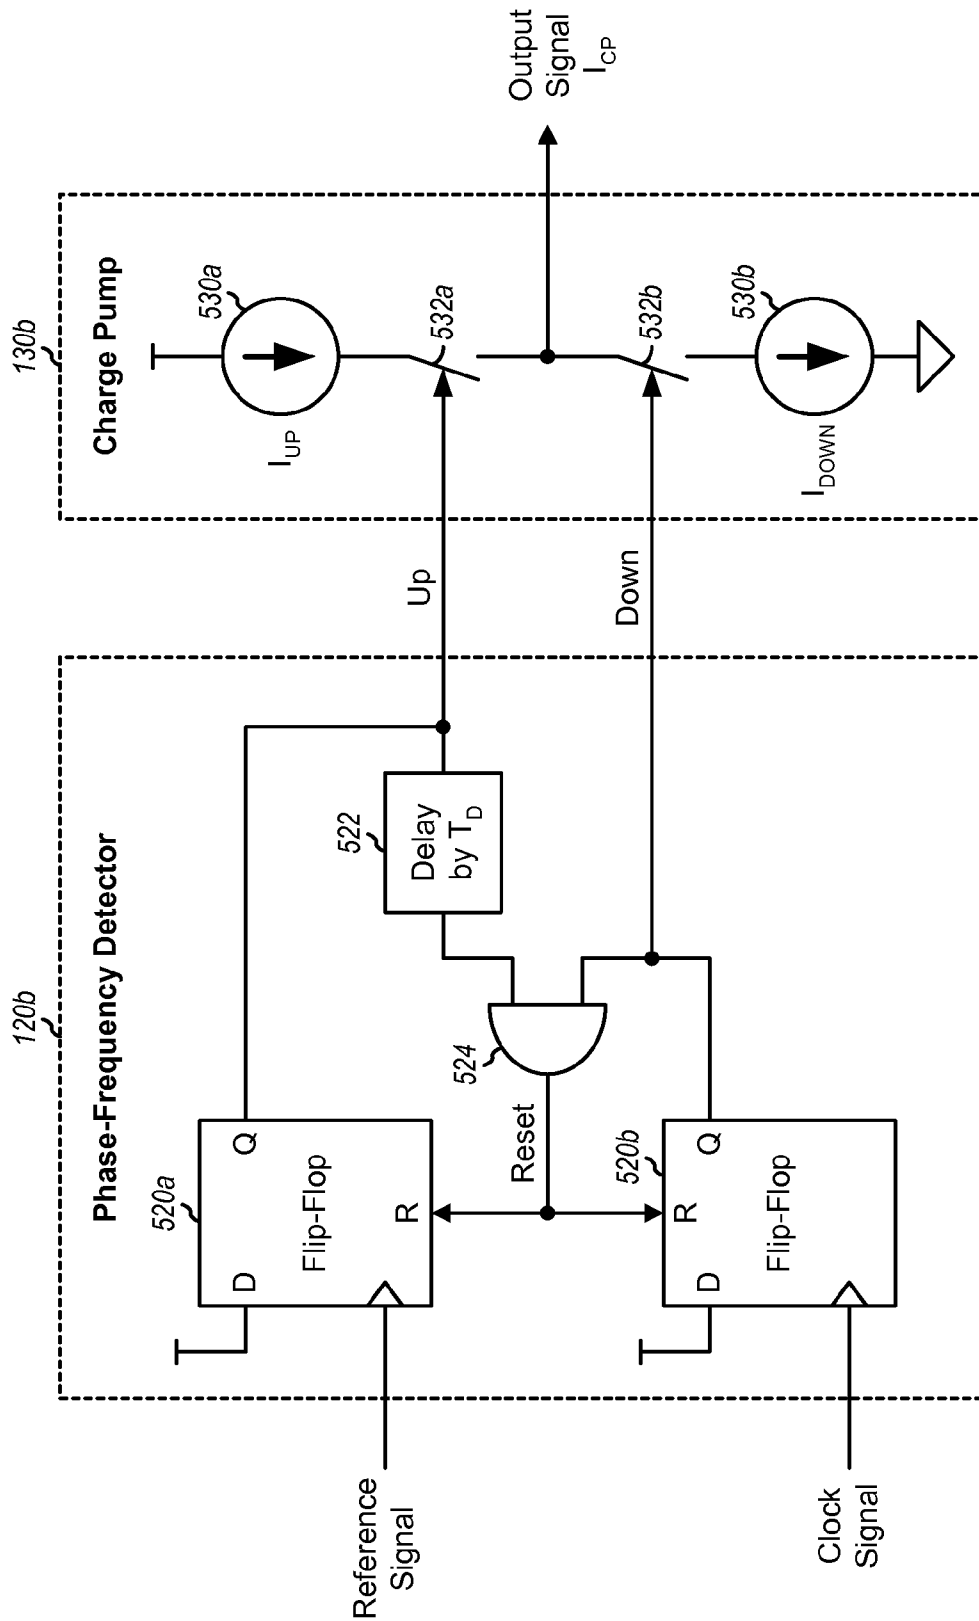 120b
130b
Phase-Frequency Detector
Charge Pump
520a
D
Q
Flip-Flop
R
Reference
Signal
522
Delay
by T_D
Up
530a
I_UP
532a
Output
Signal
I_CP
Reset
524
Down
532b
520b
R
D
Q
Flip-Flop
Clock
Signal
530b
I_DOWN